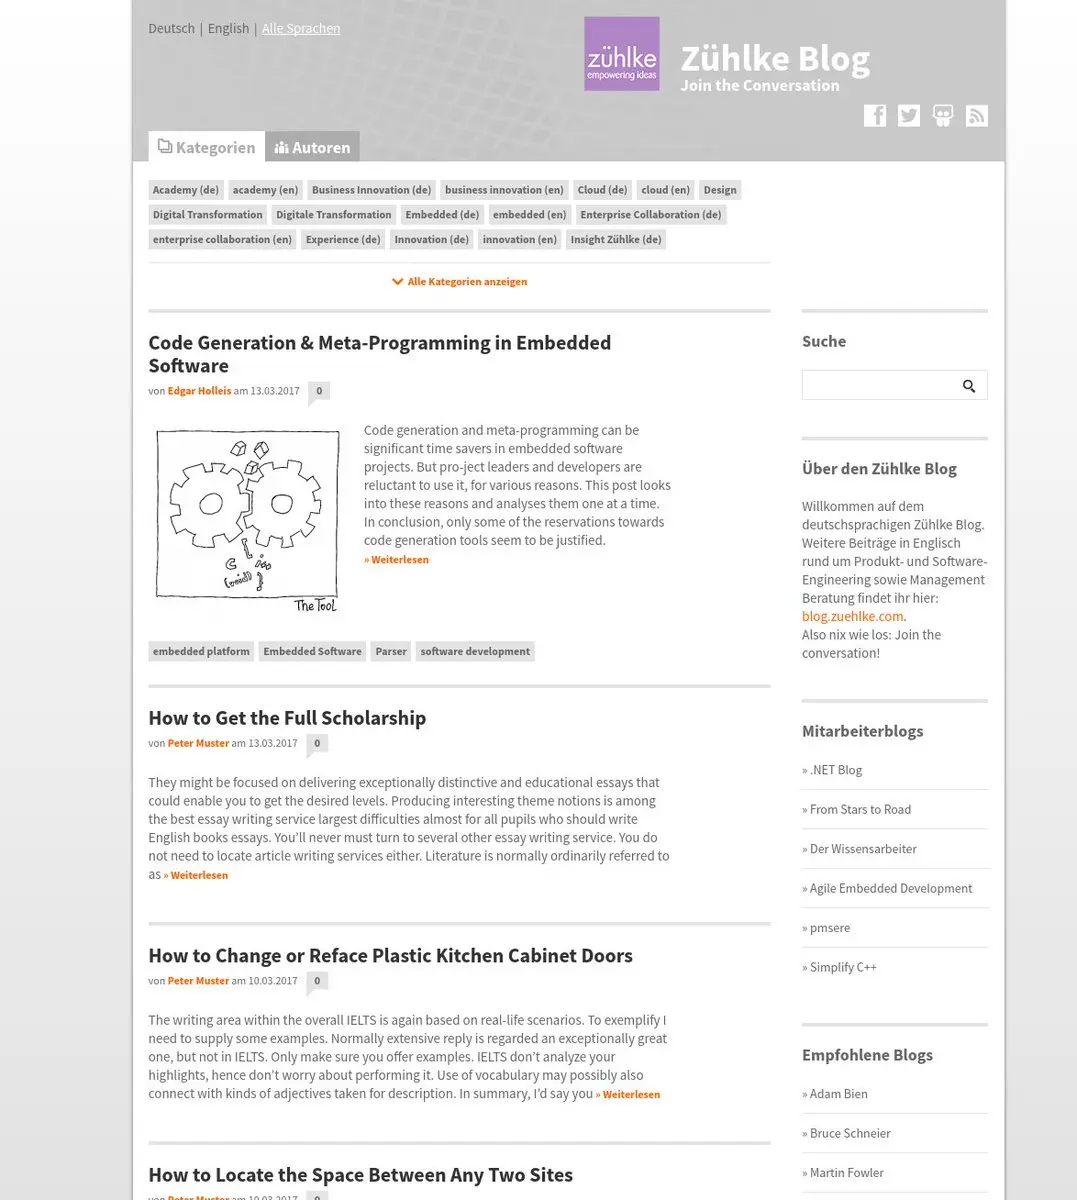 Deutsch | English | Alle Sprachen
zühlke
empowering ideas
Zühlke Blog
Join the Conversation
Kategorien
Autoren
Academy (de) academy (en) Business Innovation (de) business innovation (en) Cloud (de) cloud (en) Design
Digital Transformation Digitale Transformation Embedded (de) embedded (en) Enterprise Collaboration (de)
enterprise collaboration (en) Experience (de) Innovation (de) innovation (en) Insight Zühlke (de)
Alle Kategorien anzeigen
Code Generation & Meta-Programming in Embedded
Software
von Edgar Holleis am 13.03.2017 0
The Tool
Code generation and meta-programming can be
significant time savers in embedded software
projects. But pro-ject leaders and developers are
reluctant to use it, for various reasons. This post looks
into these reasons and analyses them one at a time.
In conclusion, only some of the reservations towards
code generation tools seem to be justified.
» Weiterlesen
embedded platform Embedded Software Parser software development
How to Get the Full Scholarship
von Peter Muster am 13.03.2017 0
They might be focused on delivering exceptionally distinctive and educational essays that
could enable you to get the desired levels. Producing interesting theme notions is among
the best essay writing service largest difficulties almost for all pupils who should write
English books essays. You’ll never must turn to several other essay writing service. You do
not need to locate article writing services either. Literature is normally ordinarily referred to
as » Weiterlesen
How to Change or Reface Plastic Kitchen Cabinet Doors
von Peter Muster am 10.03.2017 0
The writing area within the overall IELTS is again based on real-life scenarios. To exemplify I
need to supply some examples. Normally extensive reply is regarded an exceptionally great
one, but not in IELTS. Only make sure you offer examples. IELTS don’t analyze your
highlights, hence don’t worry about performing it. Use of vocabulary may possibly also
connect with kinds of adjectives taken for description. In summary, I’d say you » Weiterlesen
How to Locate the Space Between Any Two Sites
von Peter Muster am 10.03.2017 0
Suche
Über den Zühlke Blog
Willkommen auf dem
deutschsprachigen Zühlke Blog.
Weitere Beiträge in Englisch
rund um Produkt- und Software-
Engineering sowie Management
Beratung findet ihr hier:
blog.zuehlke.com.
Also nix wie los: Join the
conversation!
Mitarbeiterblogs
» .NET Blog
» From Stars to Road
» Der Wissensarbeiter
» Agile Embedded Development
» pmsere
» Simplify C++
Empfohlene Blogs
» Adam Bien
» Bruce Schneier
» Martin Fowler